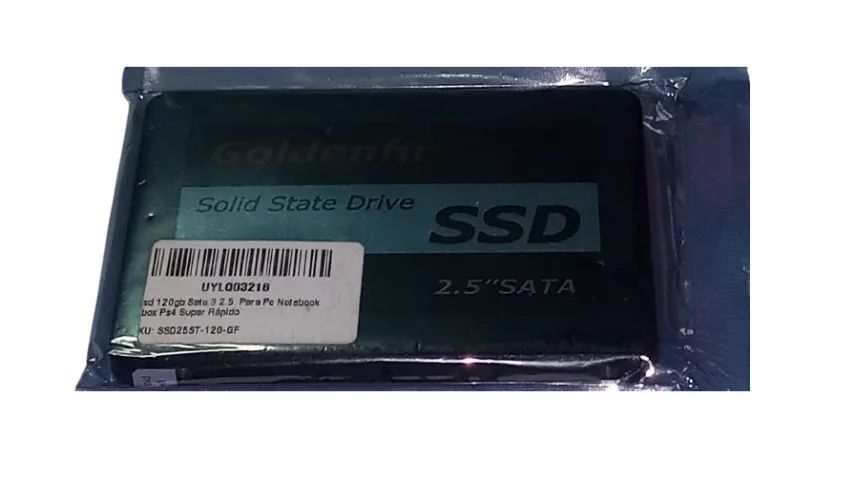 Goldenfir
Solid State Drive
SSD
2.5"SATA
UYLQ03216
sd 120gb Sata 3 2.5 Para Pc Notebook
box Ps4 Super Rápido
KU: SSD25ST-120-GF